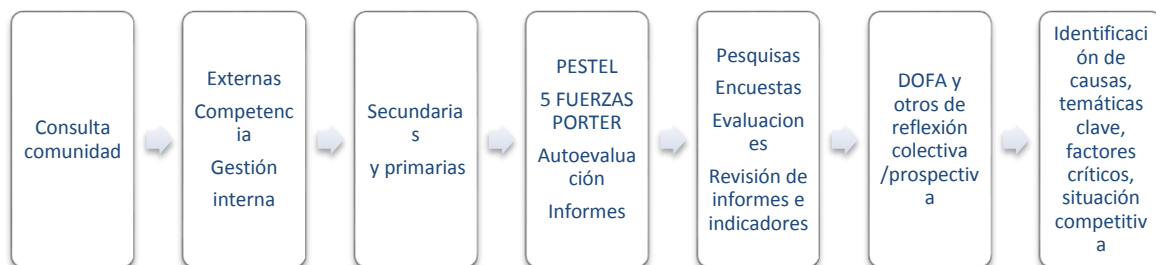 Consulta
comunidad
Externas
Competenc
ia
Gestión
interna
Secundaria
s
y primarias
PESTEL
5 FUERZAS
PORTER
Autoevalua
ción
Informes
Pesquisas
Encuestas
Evaluacion
es
Revisión de
informes e
indicadores
DOFA y
otros de
reflexión
colectiva
/prospectiv
a
Identificaci
ón de
causas,
temáticas
clave,
factores
críticos,
situación
competitiv
a